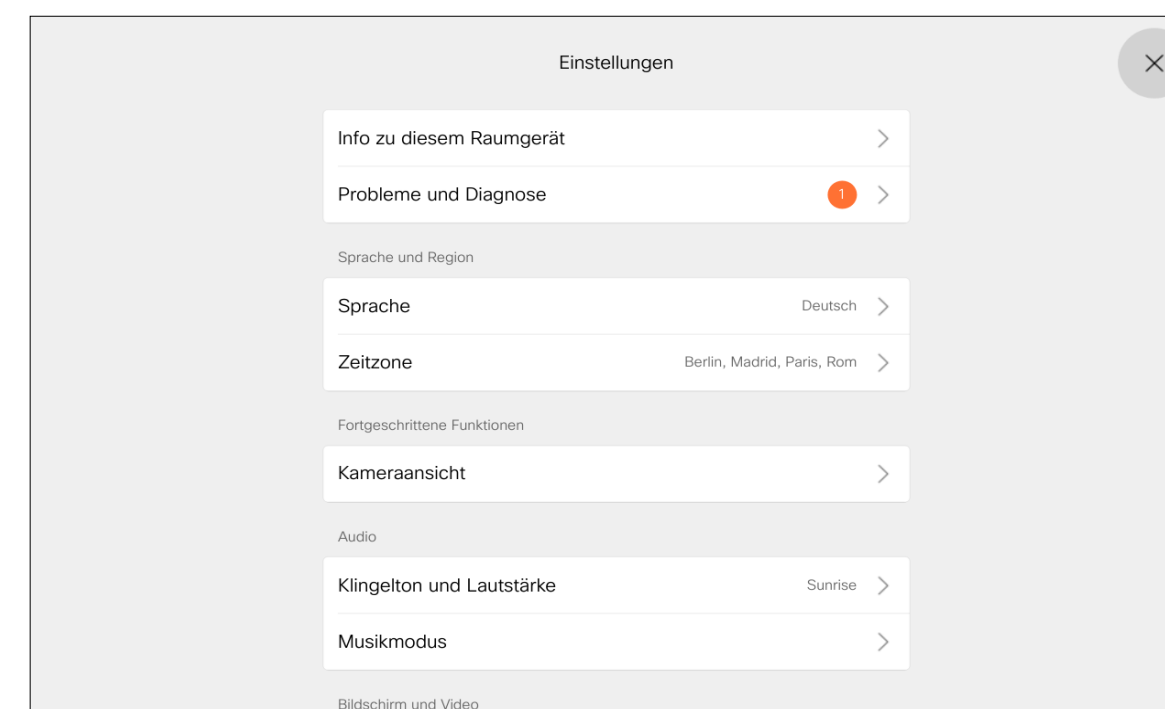 Einstellungen
Info zu diesem Raumgerät
Probleme und Diagnose 1
Sprache und Region
Sprache Deutsch
Zeitzone Berlin, Madrid, Paris, Rom
Fortgeschrittene Funktionen
Kameraansicht
Audio
Klingelton und Lautstärke Sunrise
Musikmodus
Bildschirm und Video